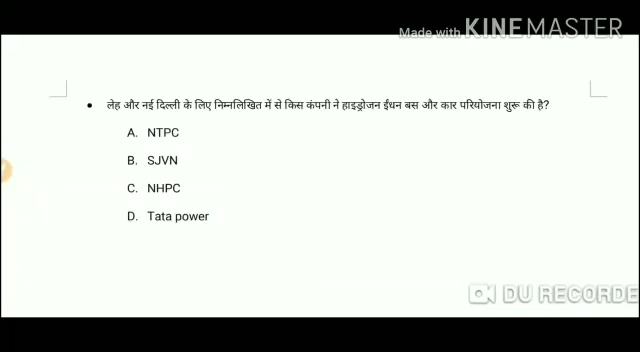 Made with KINEMASTER
• लेह और नई दिल्ली के लिए निम्नलिखित में से किस कंपनी ने हाइड्रोजन ईंधन बस और कार परियोजना शुरू की है?
A. NTPC
B. SJVN
C. NHPC
D. Tata power
DU RECORDE